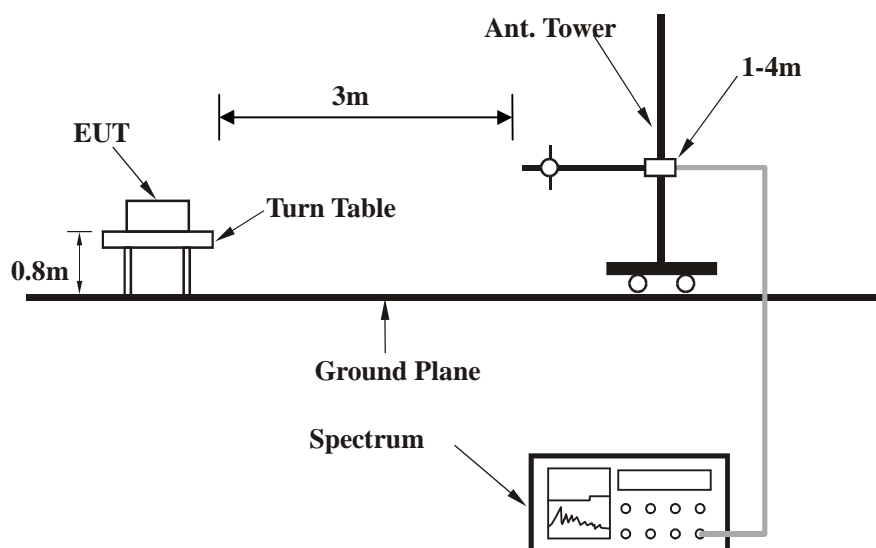 Ant. Tower
1-4m
3m
EUT
Turn Table
0.8m
Ground Plane
Spectrum